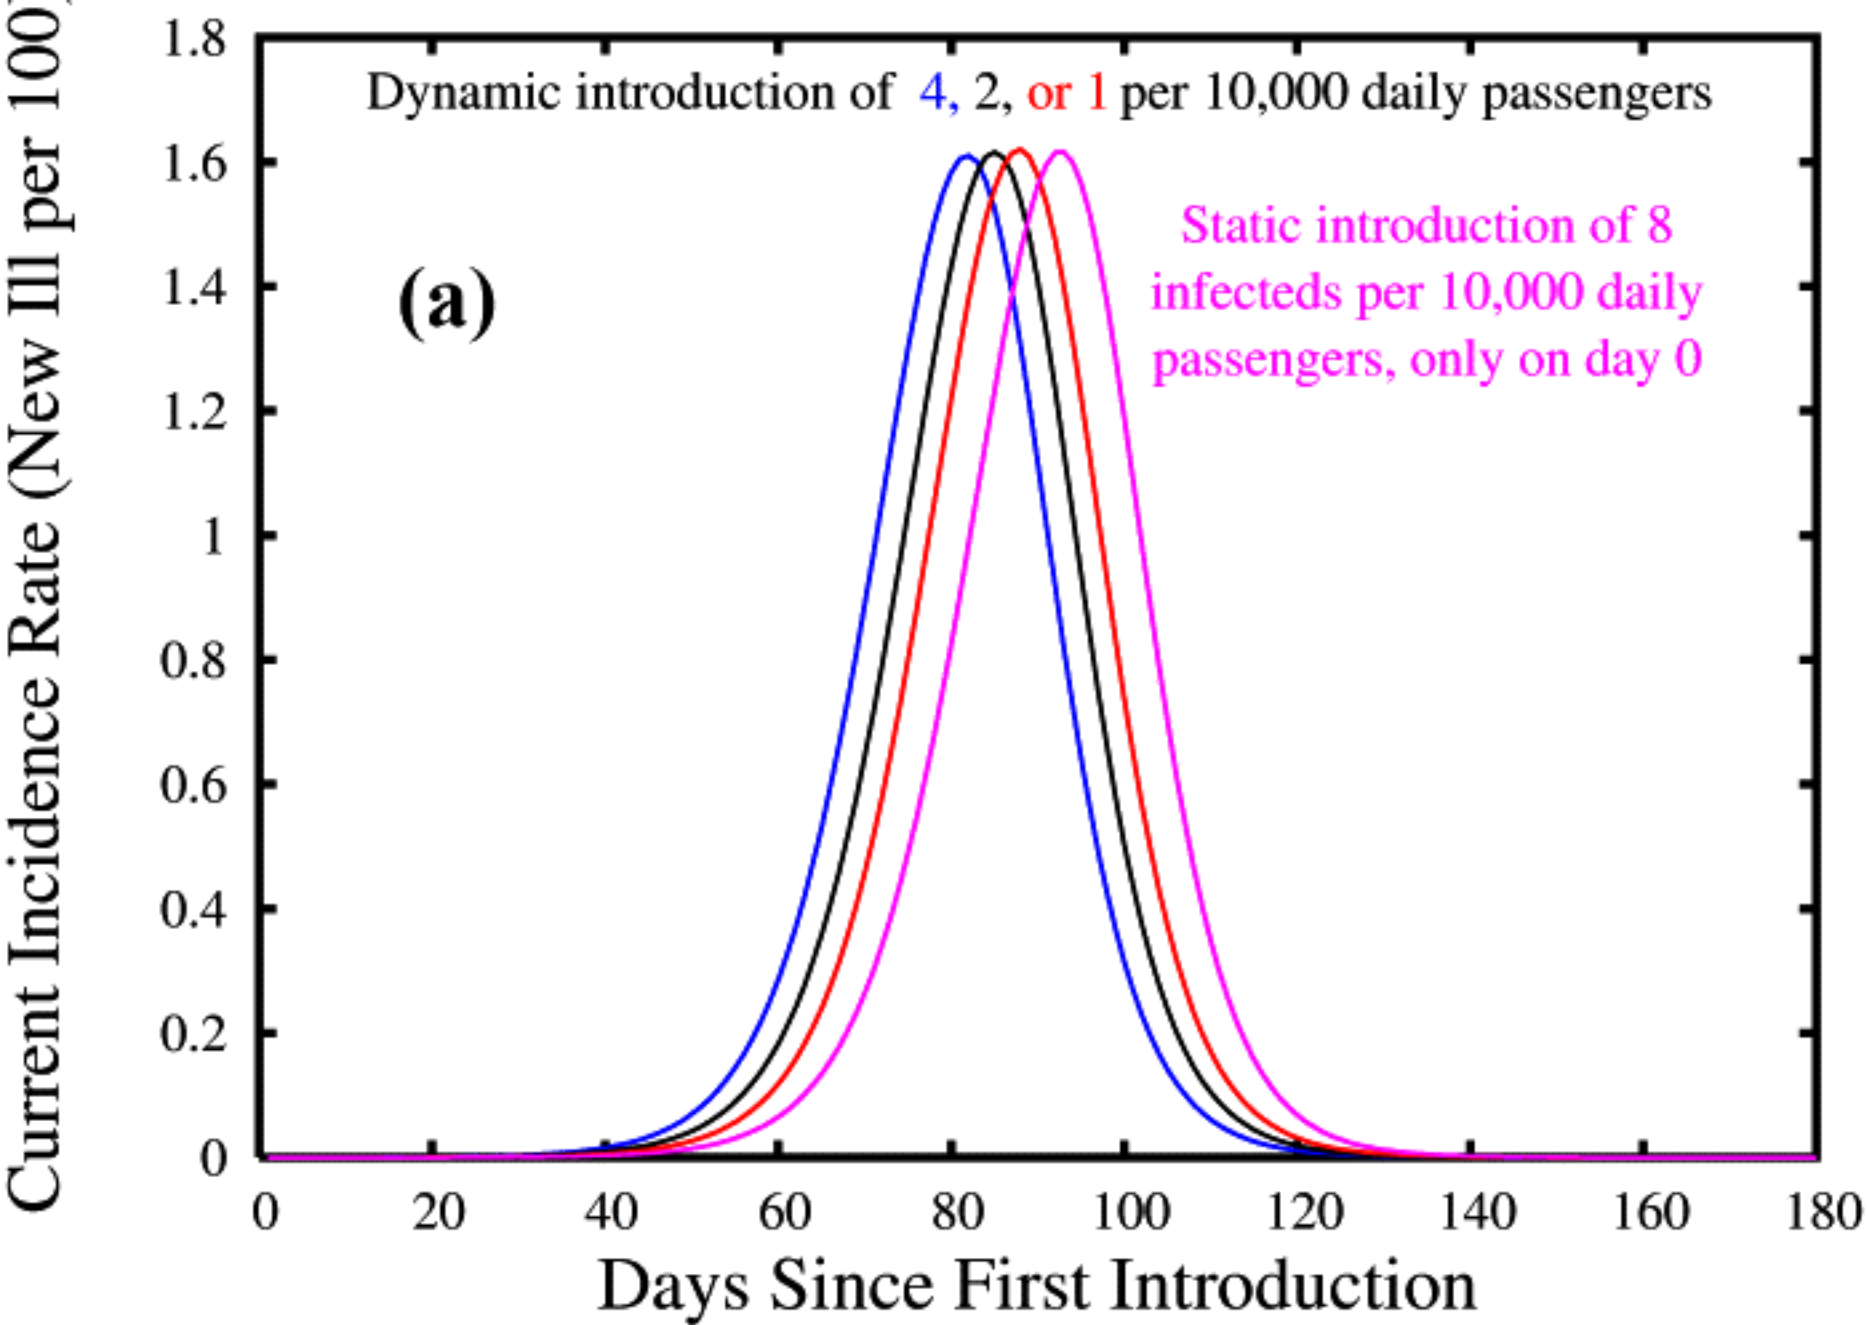 Current Incidence Rate (New Ill per 100)
1.8
1.6
1.4
1.2
1
0.8
0.6
0.4
0.2
0
Dynamic introduction of 4, 2, or 1 per 10,000 daily passengers
(a)
Static introduction of 8
infecteds per 10,000 daily
passengers, only on day 0
0 20 40 60 80 100 120 140 160 180
Days Since First Introduction